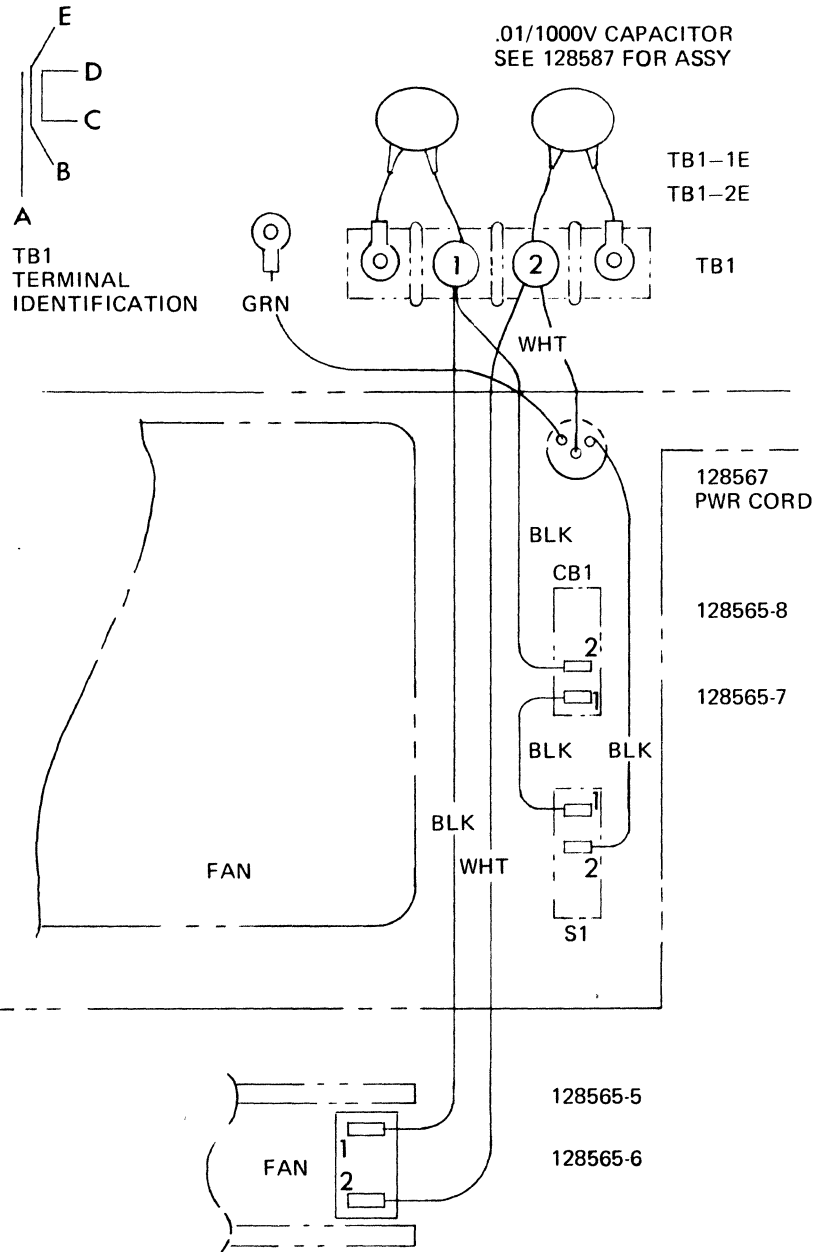 E
D
C
B
A
TB1
TERMINAL
IDENTIFICATION
.01/1000V CAPACITOR
SEE 128587 FOR ASSY
TB1-1E
TB1-2E
TB1
1
2
GRN
WHT
128567
PWR CORD
BLK
CB1
128565-8
2
128565-7
1
BLK
BLK
1
BLK
WHT
2
FAN
S1
128565-5
1
FAN
128565-6
2